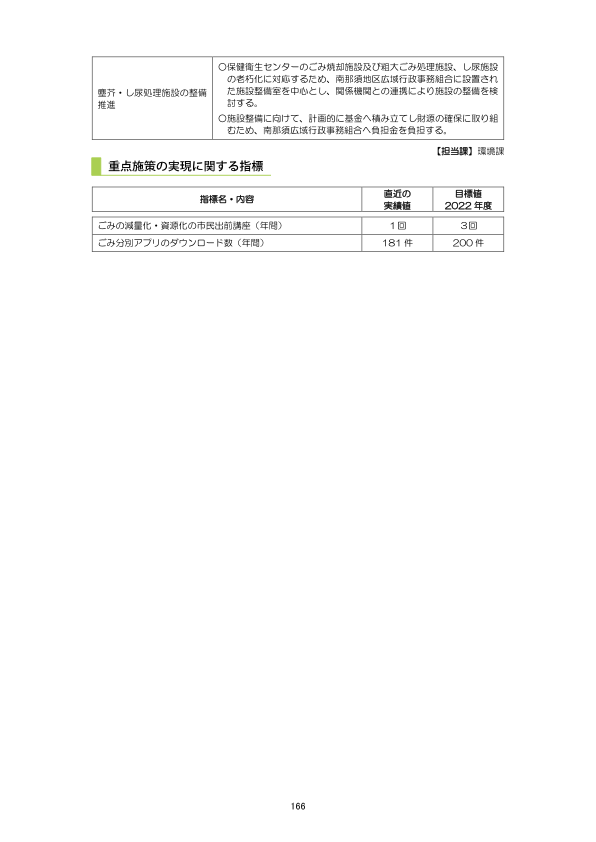 塵芥・し尿処理施設の整備
推進
○保健衛生センターのごみ焼却施設及び粗大ごみ処理施設、し尿施設
の老朽化に対応するため、南那須地区広域行政事務組合に設置され
た施設整備室を中心とし、関係機関との連携により施設の整備を検
討する。
○施設整備に向けて、計画的に基金へ積み立てし財源の確保に取り組
むため、南那須広域行政事務組合へ負担金を負担する。
【担当課】環境課
重点施策の実現に関する指標
指標名・内容 直近の実績値 目標値2022年度
ごみの減量化・資源化の市民出前講座（年間） 1回 3回
ごみ分別アプリのダウンロード数（年間） 181件 200件
166